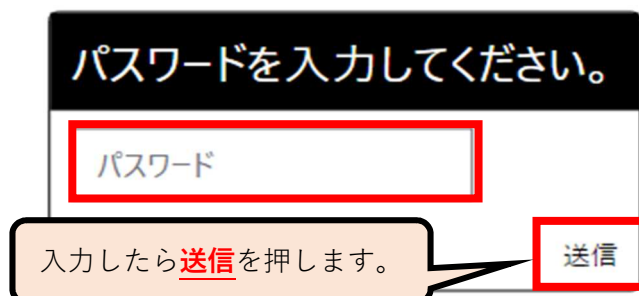 パスワードを入力してください。
パスワード
入力したら送信を押します。
送信